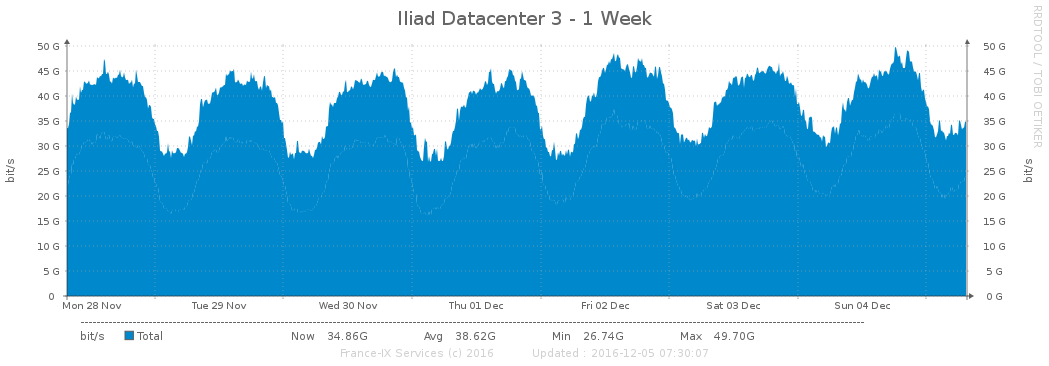 Iliad Datacenter 3 - 1 Week
RRDTOOL / TOBI OETIKER
bit/s
bit/s
50 G 50 G
45 G 45 G
40 G 40 G
35 G 35 G
30 G 30 G
25 G 25 G
20 G 20 G
15 G 15 G
10 G 10 G
5 G 5 G
0 0 G
Mon 28 Nov Tue 29 Nov Wed 30 Nov Thu 01 Dec Fri 02 Dec Sat 03 Dec Sun 04 Dec
bit/s Total Now 34.86G Avg 38.62G Min 26.74G Max 49.70G
France-IX Services (c) 2016 Updated : 2016-12-05 07:30:07